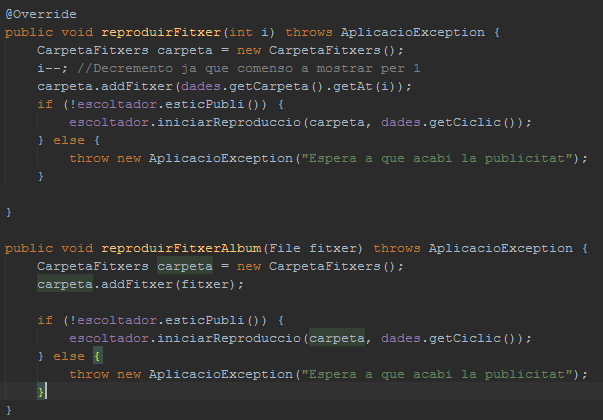 @Override
public void reproduirFitxer(int i) throws AplicacioException {
CarpetaFitxers carpeta = new CarpetaFitxers();
i--; //Decremento ja que comenso a mostrar per 1
carpeta.addFitxer(dades.getCarpeta().getAt(i));
if (!escoltador.esticPubli()) {
escoltador.iniciarReproduccio(carpeta, dades.getCiclic());
} else {
throw new AplicacioException("Espera a que acabi la publicitat");
}
}
public void reproduirFitxerAlbum(File fitxer) throws AplicacioException {
CarpetaFitxers carpeta = new CarpetaFitxers();
carpeta.addFitxer(fitxer);
if (!escoltador.esticPubli()) {
escoltador.iniciarReproduccio(carpeta, dades.getCiclic());
} else {
throw new AplicacioException("Espera a que acabi la publicitat");
}
}